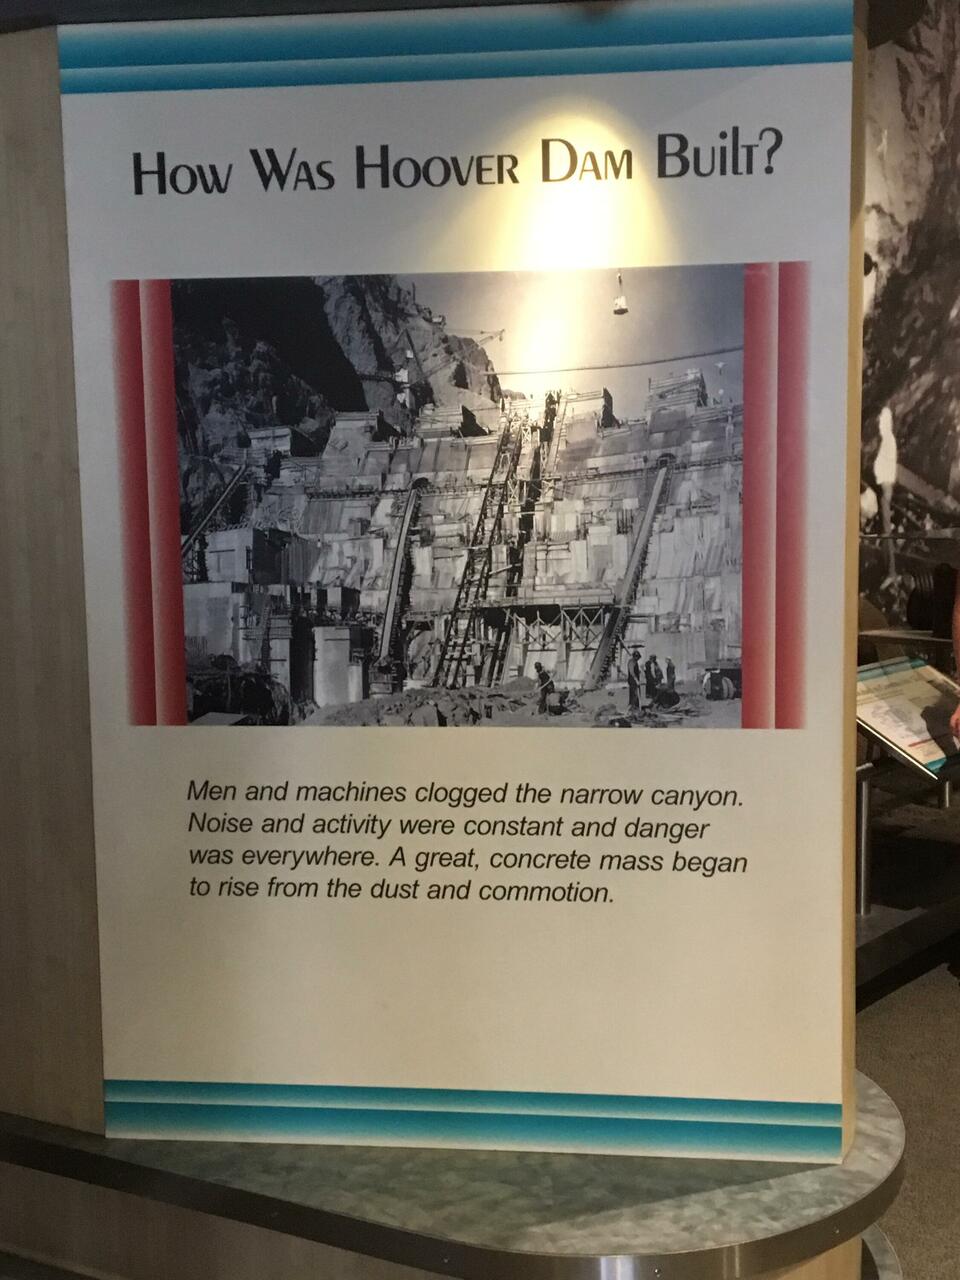 How Was Hoover Dam Built?
Men and machines clogged the narrow canyon.
Noise and activity were constant and danger
was everywhere. A great, concrete mass began
to rise from the dust and commotion.